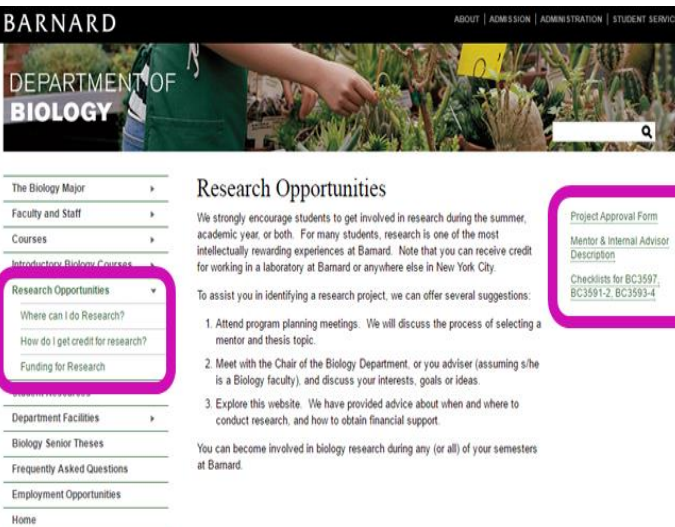 BARNARD
ABOUT | ADMISSION | ADMINISTRATION | STUDENT SERVIC
DEPARTMENT OF
BIOLOGY
The Biology Major
Faculty and Staff
Courses
Introductory Biology Courses
Research Opportunities
Where can I do Research?
How do I get credit for research?
Funding for Research
Student Resources
Department Facilities
Biology Senior Theses
Frequently Asked Questions
Employment Opportunities
Home
Research Opportunities
We strongly encourage students to get involved in research during the summer,
academic year, or both. For many students, research is one of the most
intellectually rewarding experiences at Barnard. Note that you can receive credit
for working in a laboratory at Barnard or anywhere else in New York City.
To assist you in identifying a research project, we can offer several suggestions:
1. Attend program planning meetings. We will discuss the process of selecting a
mentor and thesis topic.
2. Meet with the Chair of the Biology Department, or you adviser (assuming s/he
is a Biology faculty), and discuss your interests, goals or ideas.
3. Explore this website. We have provided advice about when and where to
conduct research, and how to obtain financial support.
You can become involved in biology research during any (or all) of your semesters
at Barnard.
Project Approval Form
Mentor & Internal Advisor
Description
Checklists for BC3597,
BC3591-2, BC3593-4